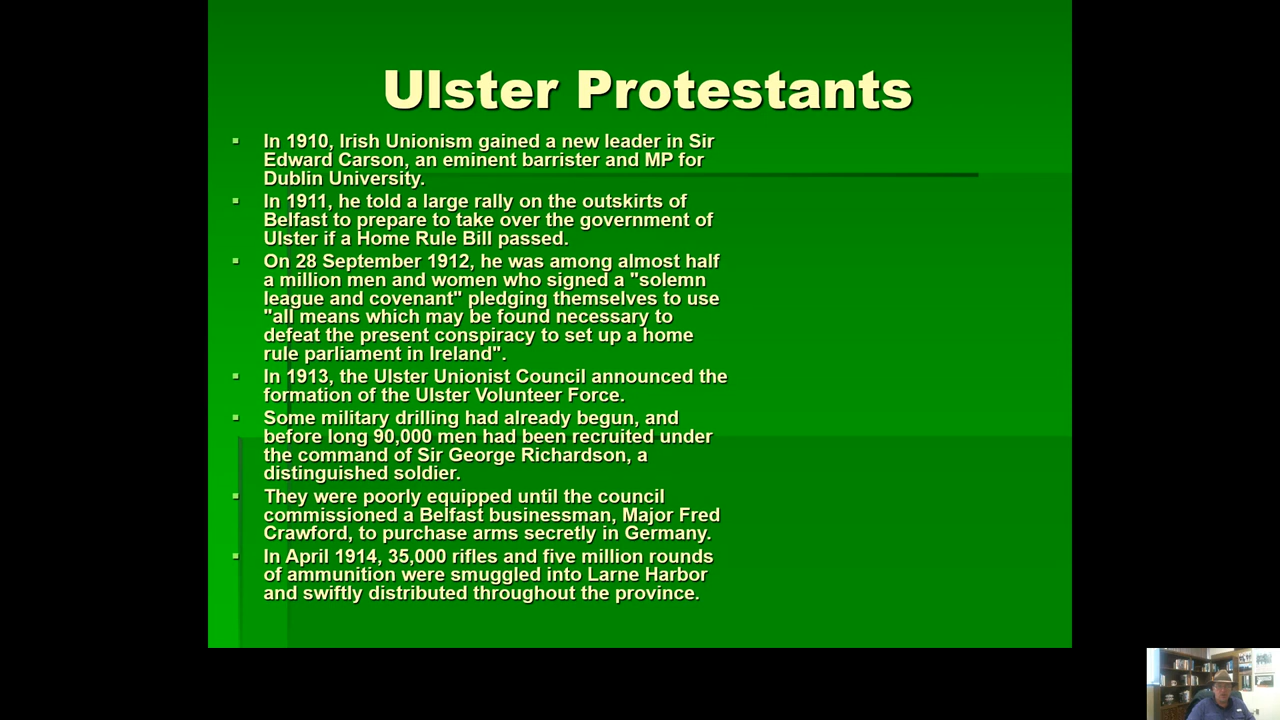 Ulster Protestants
▪ In 1910, Irish Unionism gained a new leader in Sir
Edward Carson, an eminent barrister and MP for
Dublin University.
▪ In 1911, he told a large rally on the outskirts of
Belfast to prepare to take over the government of
Ulster if a Home Rule Bill passed.
▪ On 28 September 1912, he was among almost half
a million men and women who signed a "solemn
league and covenant" pledging themselves to use
"all means which may be found necessary to
defeat the present conspiracy to set up a home
rule parliament in Ireland".
▪ In 1913, the Ulster Unionist Council announced the
formation of the Ulster Volunteer Force.
▪ Some military drilling had already begun, and
before long 90,000 men had been recruited under
the command of Sir George Richardson, a
distinguished soldier.
▪ They were poorly equipped until the council
commissioned a Belfast businessman, Major Fred
Crawford, to purchase arms secretly in Germany.
▪ In April 1914, 35,000 rifles and five million rounds
of ammunition were smuggled into Larne Harbor
and swiftly distributed throughout the province.